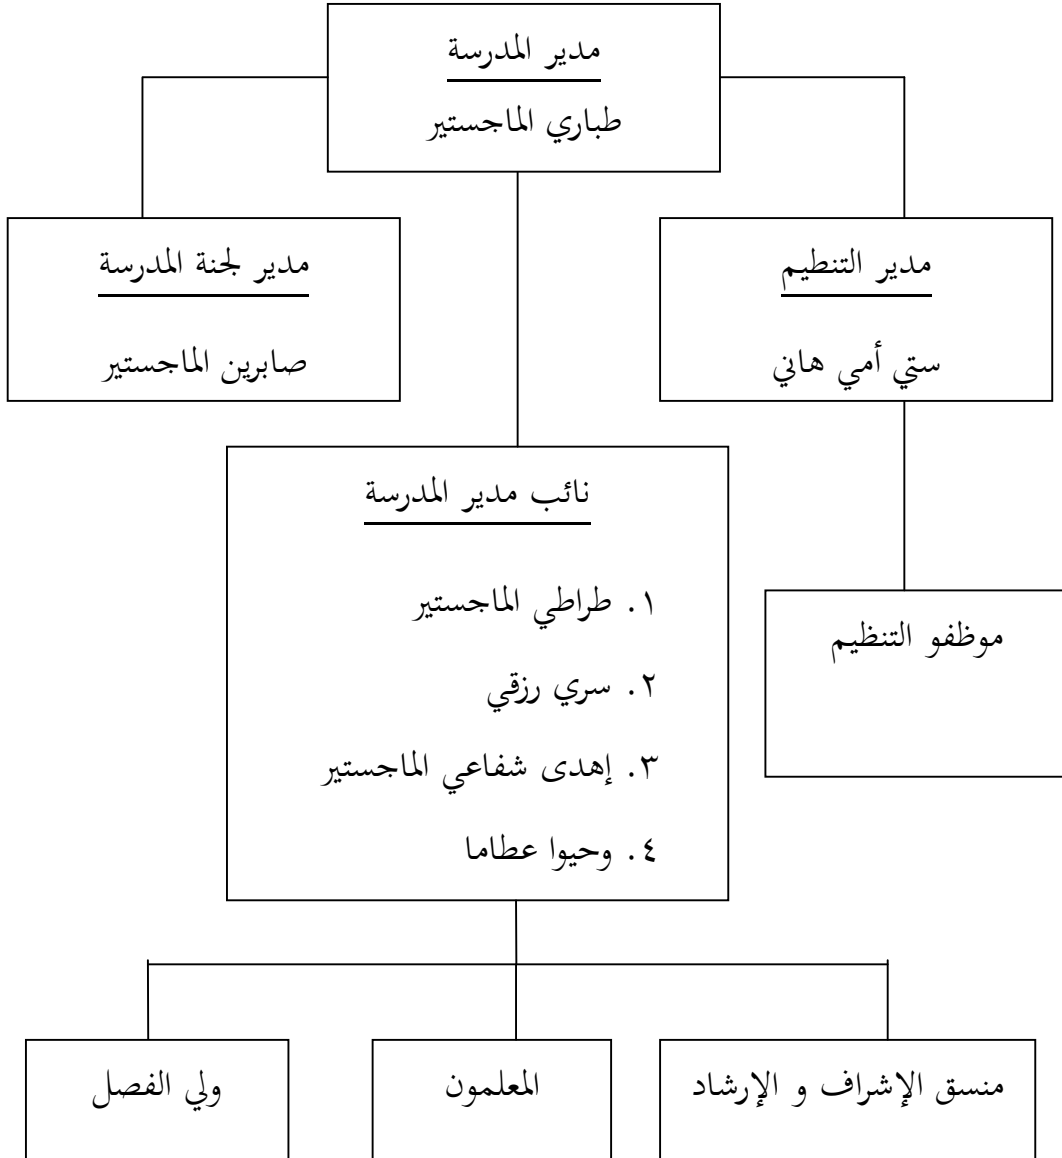 مدير المدرسة
طباري الماجستير
مدير التنطيم
ستي أمي هاني
مدير لجنة المدرسة
صابرين الماجستير
نائب مدير المدرسة
١. طراطي الماجستير
٢. سري رزقي
٣. إهدى شفاعي الماجستير
٤. وحيوا عطاما
موظفو التنظيم
منسق الإشراف و الإرشاد
المعلمون
ولي الفصل